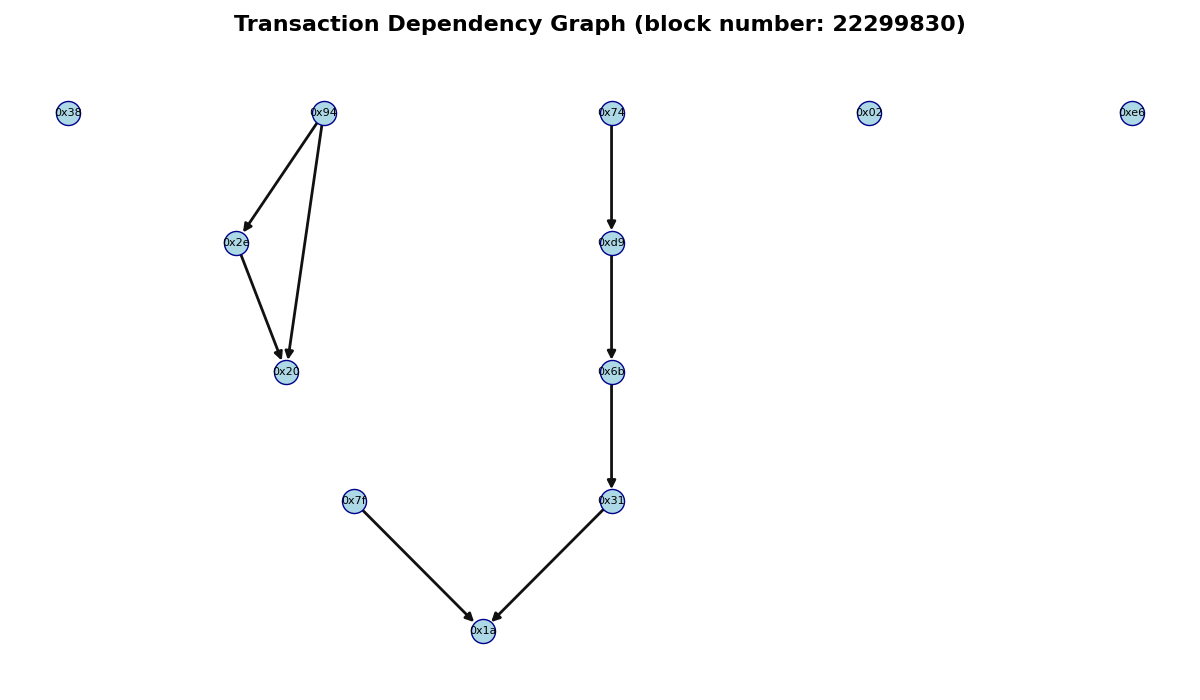 Transaction Dependency Graph (block number: 22299830)
0x38
0x94
0x74
0x02
0xe6
0x2e
0xd9
0x20
0x6b
0x7f
0x31
0x1a